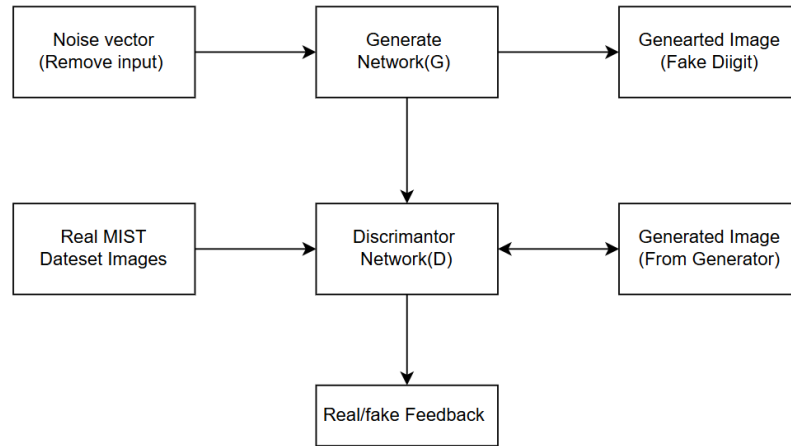 Noise vector
(Remove input)
Generate
Network(G)
Genearted Image
(Fake Diigit)
Real MIST
Dateset Images
Discrimantor
Network(D)
Generated Image
(From Generator)
Real/fake Feedback